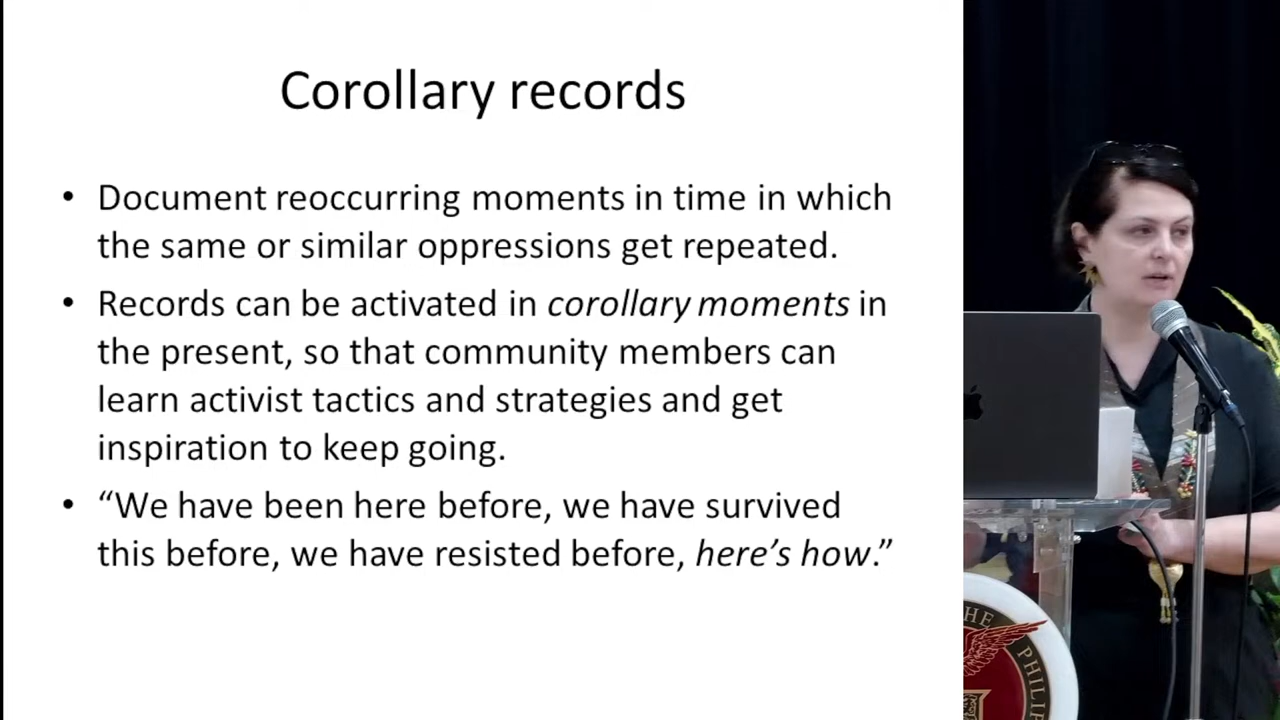 Corollary records
• Document reoccurring moments in time in which
the same or similar oppressions get repeated.
• Records can be activated in corollary moments in
the present, so that community members can
learn activist tactics and strategies and get
inspiration to keep going.
• “We have been here before, we have survived
this before, we have resisted before, here’s how.”
THE
PHILI